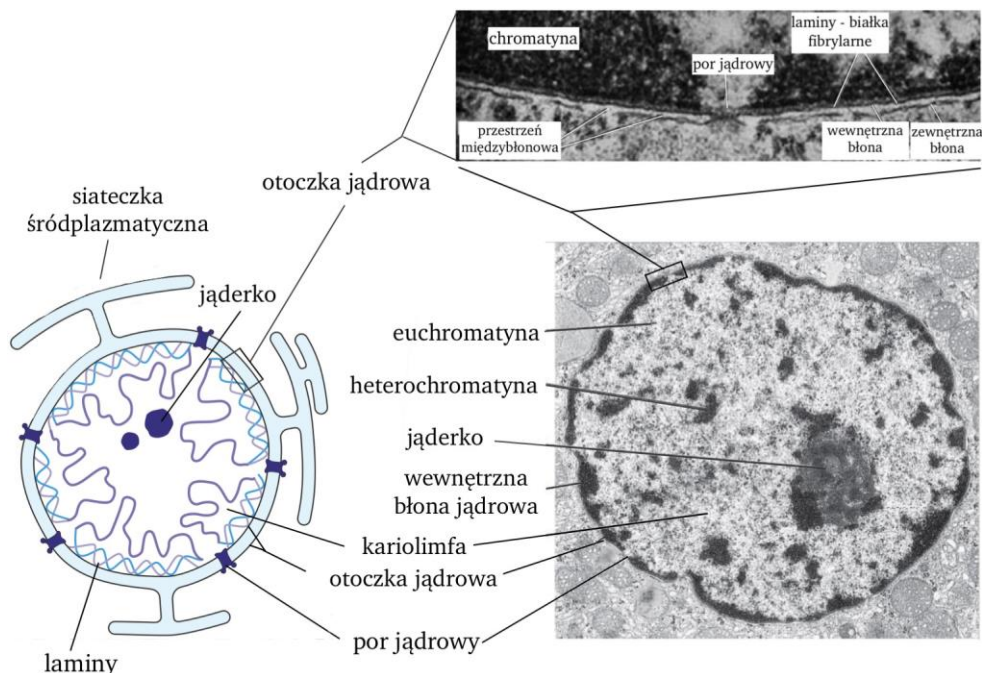 chromatyna
laminy - białka
fibrylarne
por jądrowy
przestrzeń
międzybłonowa
wewnętrzna
błona
zewnętrzna
błona
otoczka jądrowa
siateczka
śródplazmatyczna
jąderko
euchromatyna
heterochromatyna
jąderko
wewnętrzna
błona jądrowa
kariolimfa
otoczka jądrowa
por jądrowy
laminy